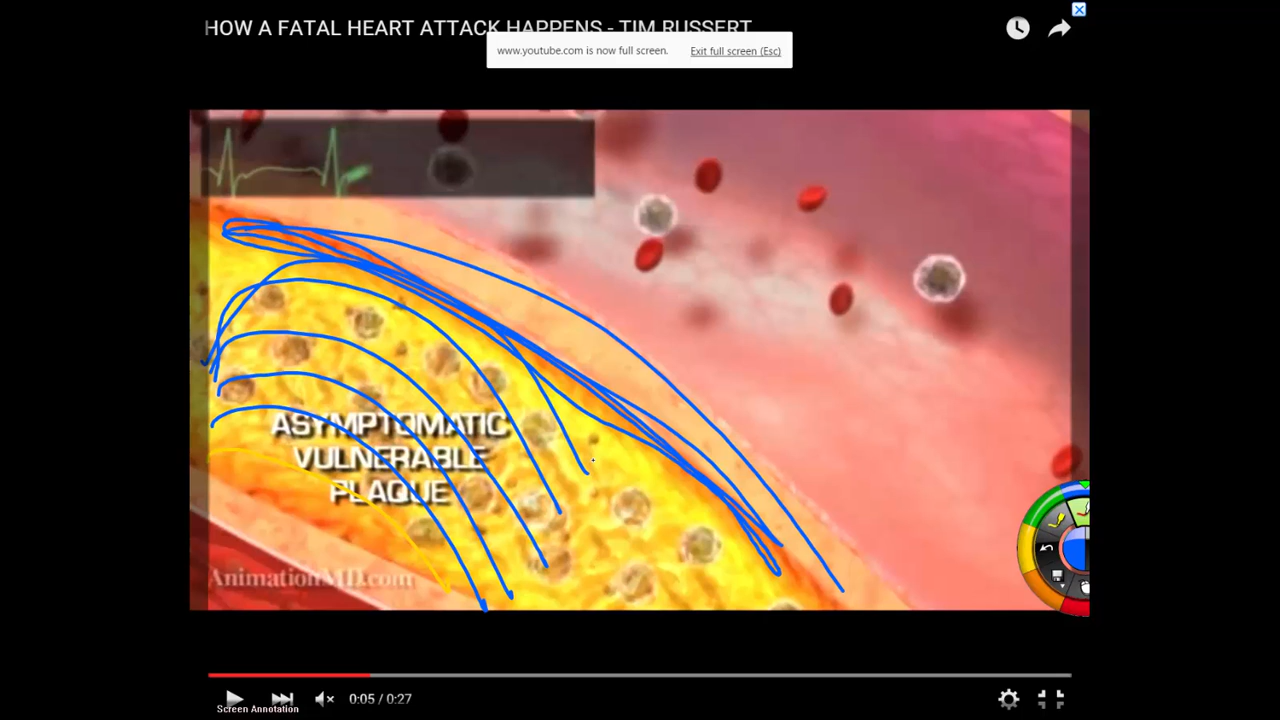 HOW A FATAL HEART ATTACK HAPPENS - TIM RUSSERT
www.youtube.com is now full screen. Exit full screen (Esc)
ASYMPTOMATIC
VULNERABLE
PLAQUE
AnimationMD.com
0:05 / 0:27
Screen Annotation